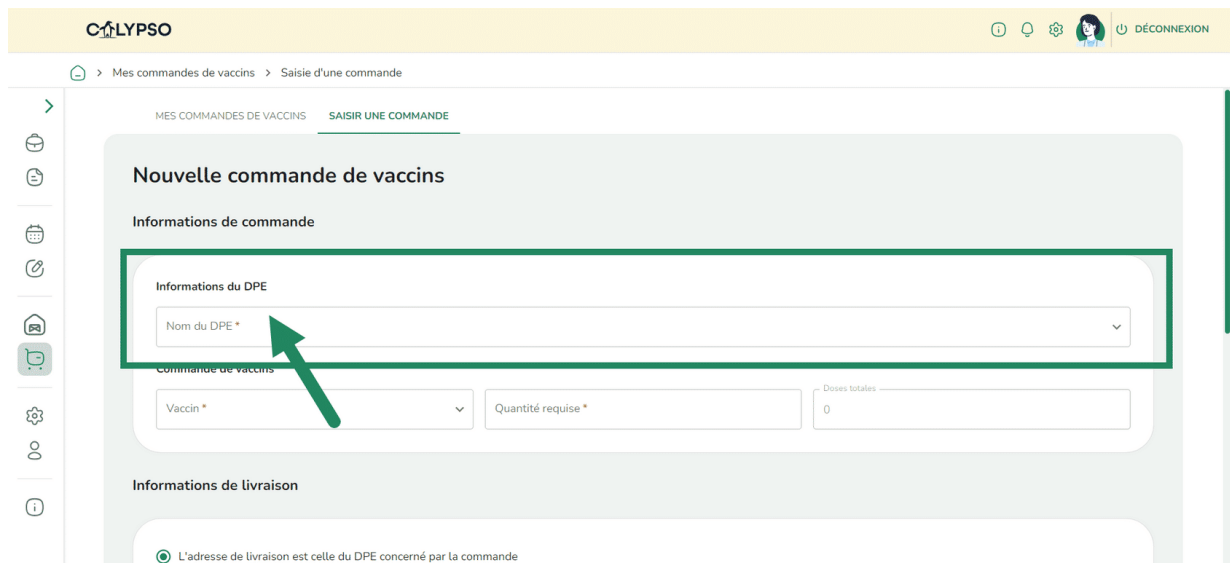 CALYPSO
DÉCONNEXION
Mes commandes de vaccins > Saisie d'une commande
MES COMMANDES DE VACCINS SAISIR UNE COMMANDE
Nouvelle commande de vaccins
Informations de commande
Informations du DPE
Nom du DPE *
Commande de vaccins
Doses totales
Vaccin * Quantité requise * 0
Informations de livraison
L'adresse de livraison est celle du DPE concerné par la commande